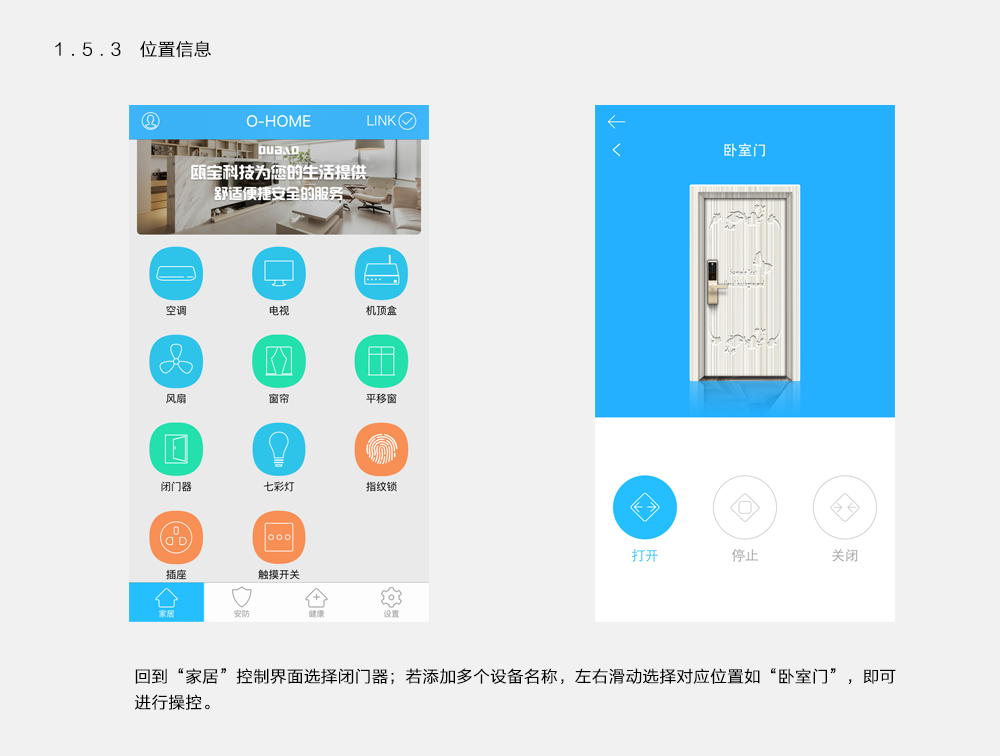 1.5.3 位置信息
O-HOME
LINK
OUBAO
瓯宝科技为您的生活提供
舒适便捷安全的服务
空调
电视
机顶盒
风扇
窗帘
平移窗
闭门器
七彩灯
指纹锁
插座
触摸开关
家居
安防
健康
设置
卧室门
打开
停止
关闭
回到“家居”控制界面选择闭门器；若添加多个设备名称，左右滑动选择对应位置如“卧室门”，即可
进行操控。